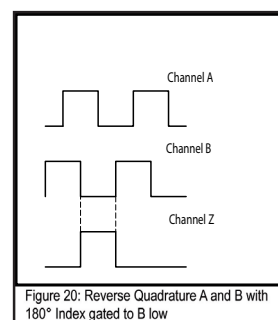 Channel A
Channel B
Channel Z
Figure 20: Reverse Quadrature A and B with
180° Index gated to B low